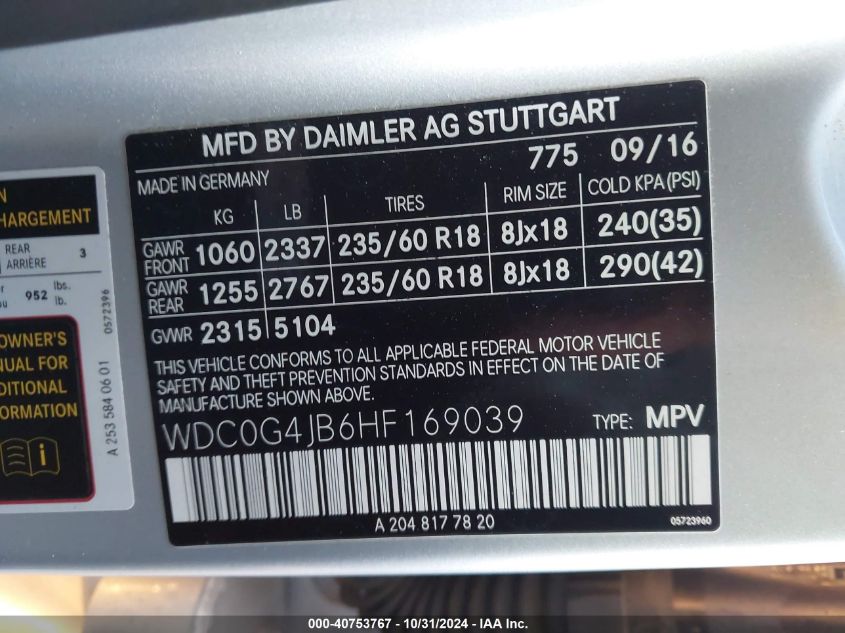 MFD BY DAIMLER AG STUTTGART
775 09/16
MADE IN GERMANY
KG LB TIRES RIM SIZE COLD KPA(PSI)
GAWR FRONT 1060 2337 235/60 R18 8Jx18 240(35)
GAWR REAR 1255 2767 235/60 R18 8Jx18 290(42)
GVWR 2315 5104
THIS VEHICLE CONFORMS TO ALL APPLICABLE FEDERAL MOTOR VEHICLE
SAFETY AND THEFT PREVENTION STANDARDS IN EFFECT ON THE DATE OF
MANUFACTURE SHOWN ABOVE.
WDC0G4JB6HF169039 TYPE: MPV
A 204 817 78 20 05723960
HARGEMENT
REAR
ARRIÈRE 3
952 lbs.
lb.
OWNER'S
FOR
0572396
A 253 584 06 01
000-40753767 - 10/31/2024 - IAA Inc.